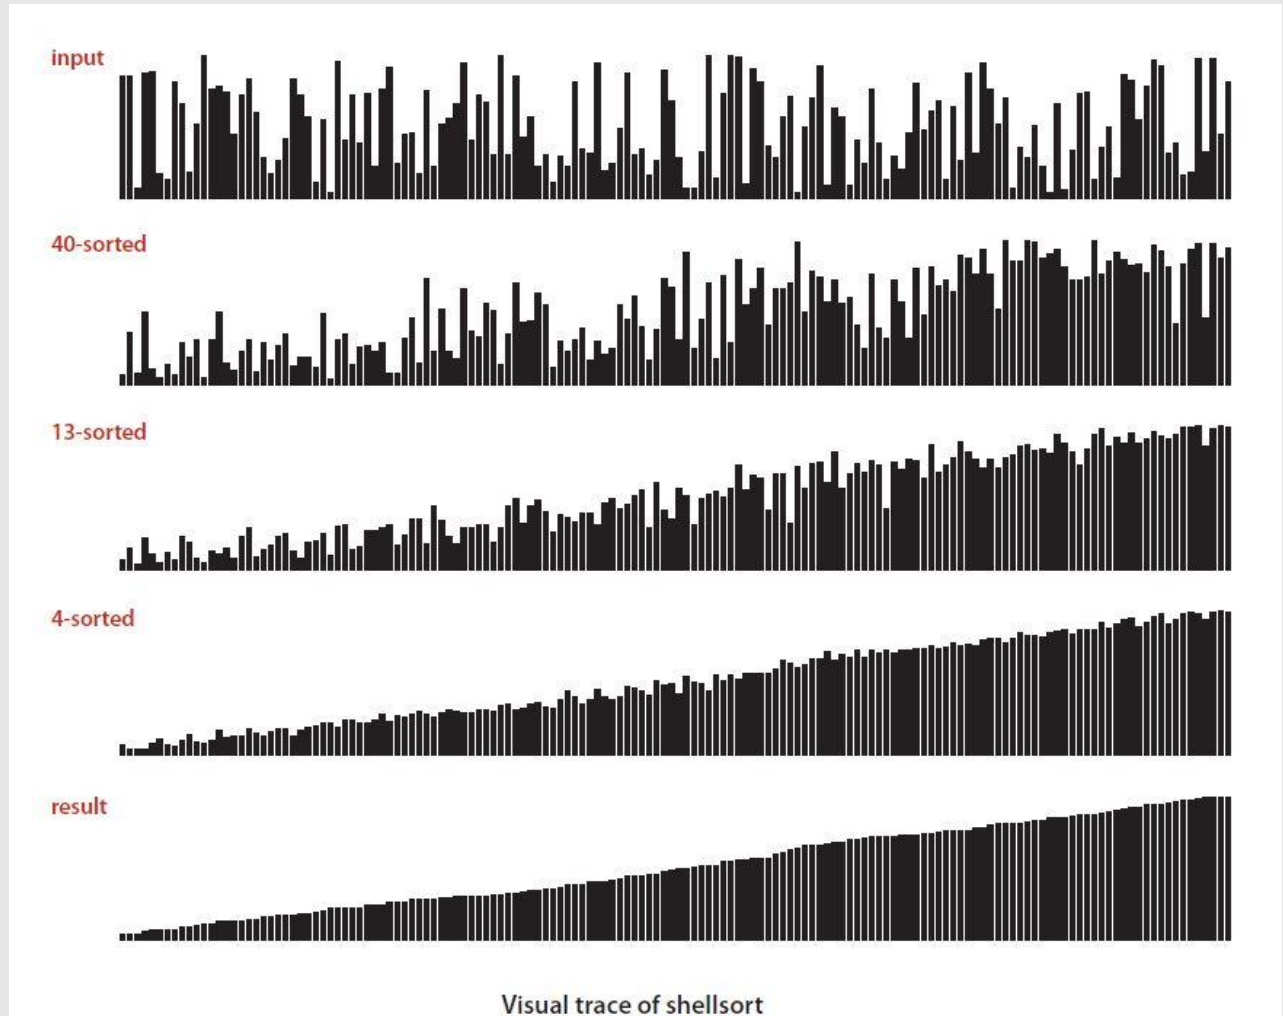 input
40-sorted
13-sorted
4-sorted
result
Visual trace of shellsort